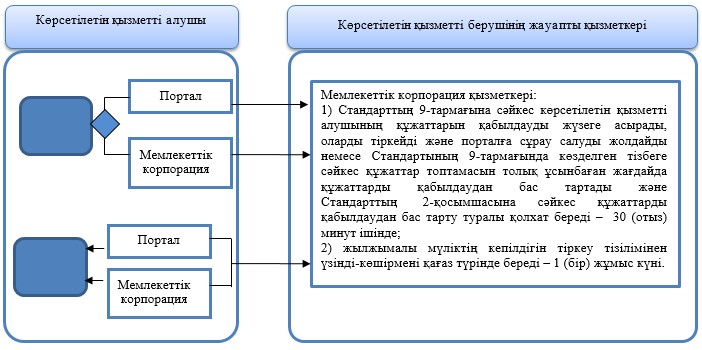 Көрсетілетін қызметті алушы
Көрсетілетін қызметті берушінің жауапты қызметкері
Портал
Мемлекеттік
корпорация
Мемлекеттік корпорация қызметкері:
1) Стандарттың 9-тармағына сәйкес көрсетілетін қызметті
алушының құжаттарын қабылдауды жүзеге асырады,
оларды тіркейді және порталға сұрау салуды жолдайды
немесе Стандартының 9-тармағында көзделген тізбеге
сәйкес құжаттар топтамасын толық ұсынбаған жағдайда
құжаттарды қабылдаудан бас тартады және
Стандарттың 2-қосымшасына сәйкес құжаттарды
қабылдаудан бас тарту туралы қолхат береді – 30 (отыз)
минут ішінде;
2) жылжымалы мүліктің кепілдігін тіркеу тізілімінен
үзінді-көшірмені қағаз түрінде береді – 1 (бір) жұмыс күні.
Портал
Мемлекеттік
корпорация